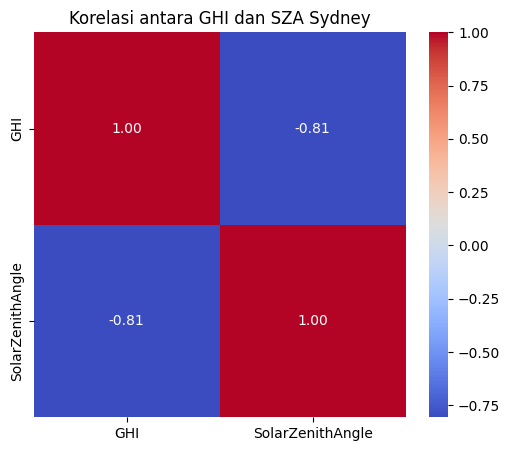 Korelasi antara GHI dan SZA Sydney
GHI
SolarZenithAngle
1.00
-0.81
-0.81
1.00
GHI
SolarZenithAngle
1.00
0.75
0.50
0.25
0.00
−0.25
−0.50
−0.75